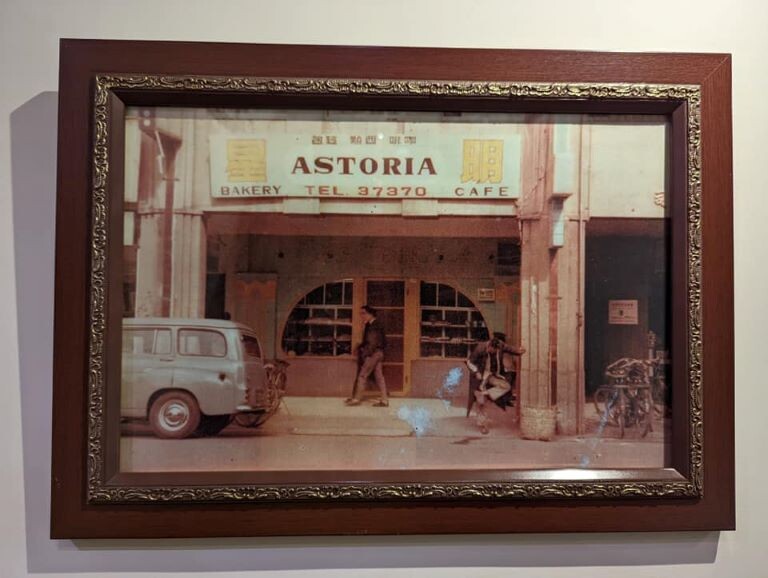 明星
ASTORIA
BAKERY TEL. 37370 CAFE